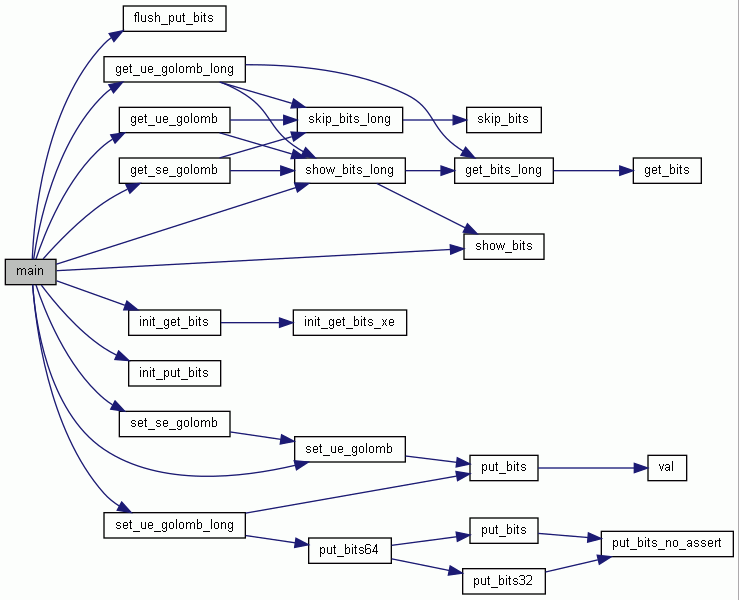 flush_put_bits
get_ue_golomb_long
get_ue_golomb
skip_bits_long
skip_bits
get_se_golomb
show_bits_long
get_bits_long
get_bits
show_bits
main
init_get_bits
init_get_bits_xe
init_put_bits
set_se_golomb
set_ue_golomb
put_bits
val
set_ue_golomb_long
put_bits64
put_bits
put_bits_no_assert
put_bits32